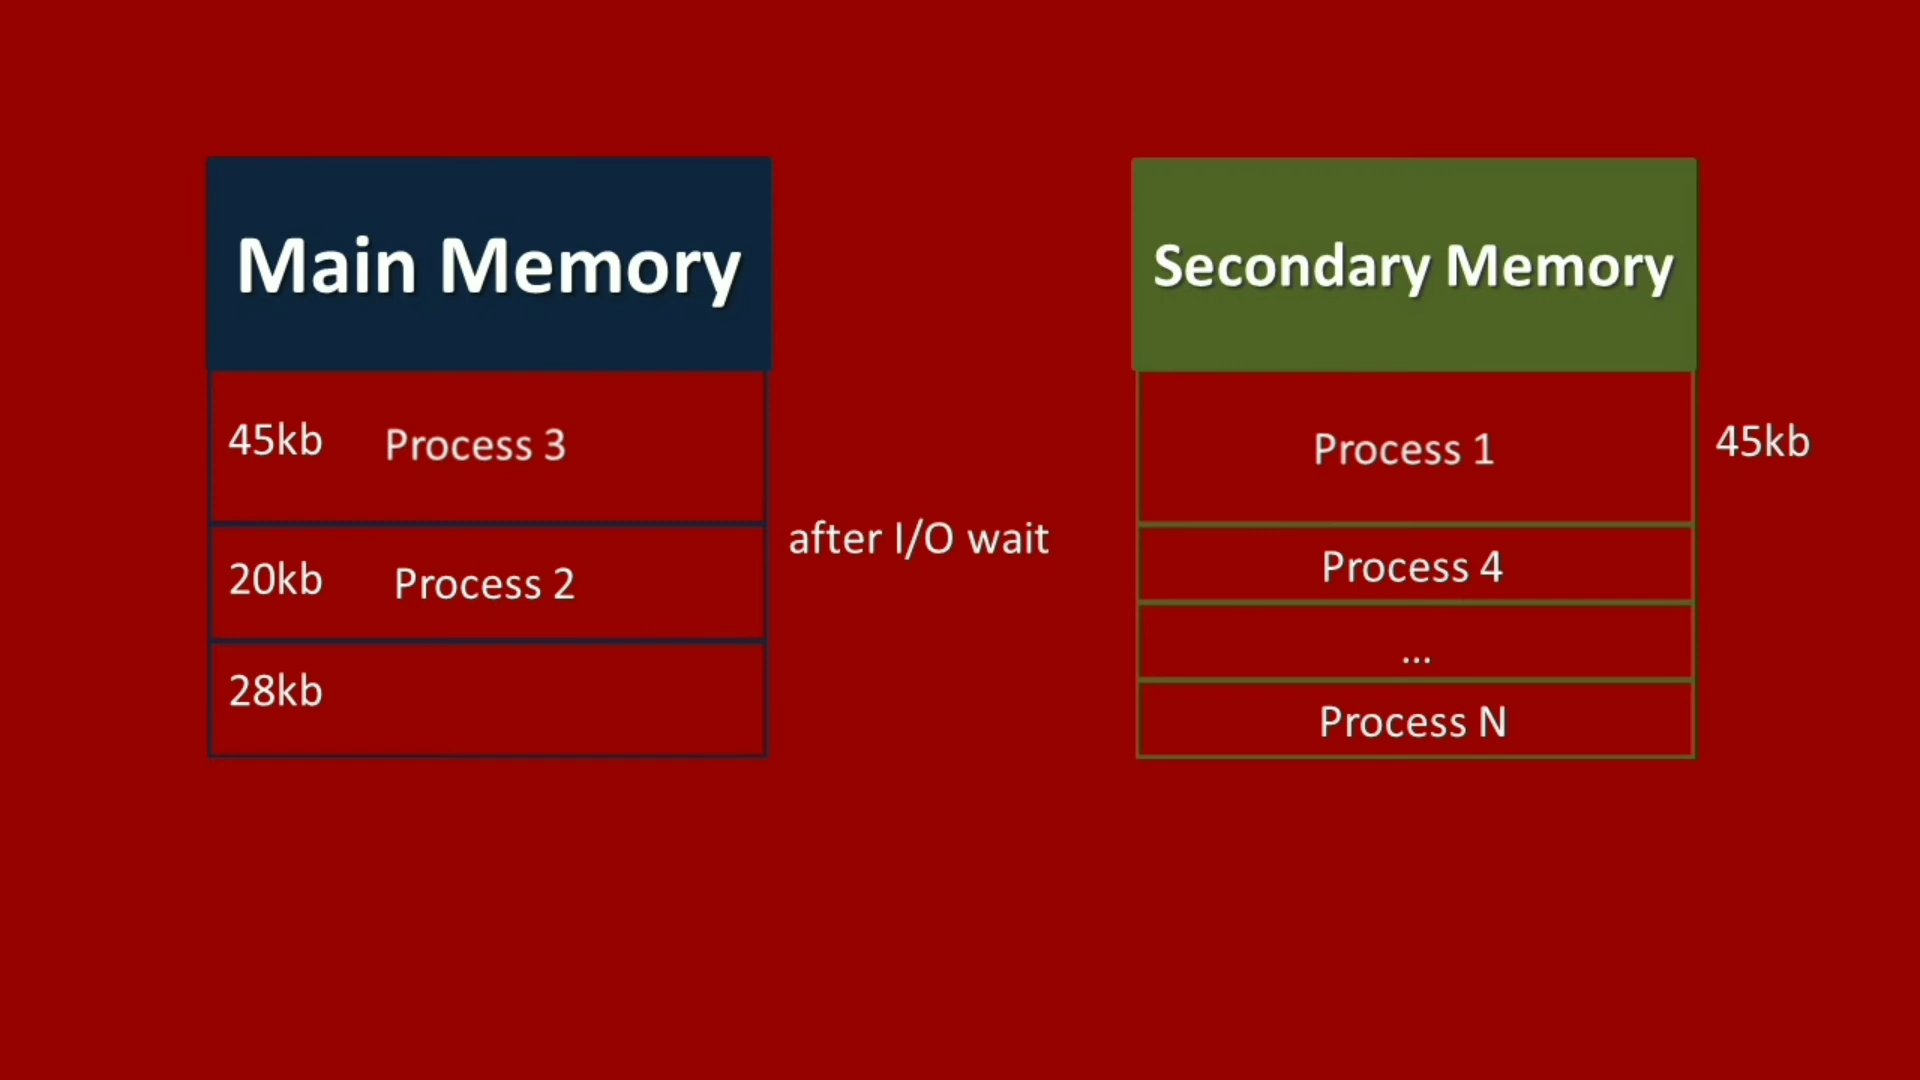 Main Memory
45kb Process 3
20kb Process 2
28kb
after I/O wait
Secondary Memory
Process 1 45kb
Process 4
...
Process N